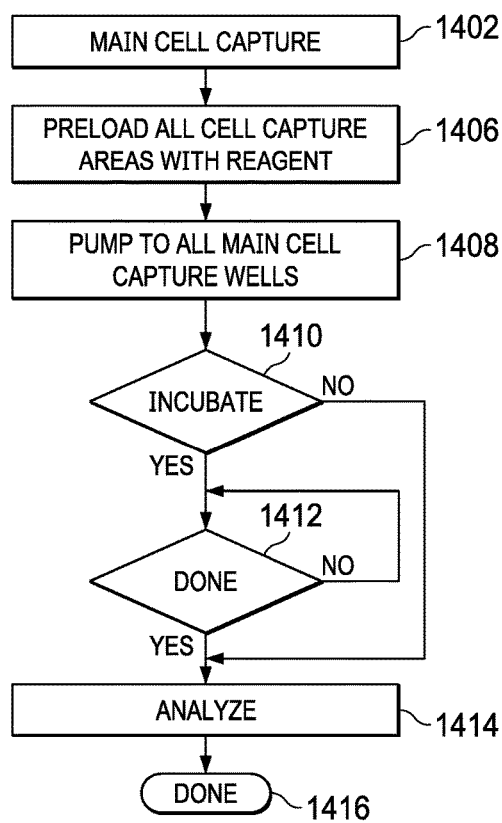 MAIN CELL CAPTURE
1402
PRELOAD ALL CELL CAPTURE
AREAS WITH REAGENT
1406
PUMP TO ALL MAIN CELL
CAPTURE WELLS
1408
1410
INCUBATE
NO
YES
1412
DONE
NO
YES
ANALYZE
1414
DONE
1416